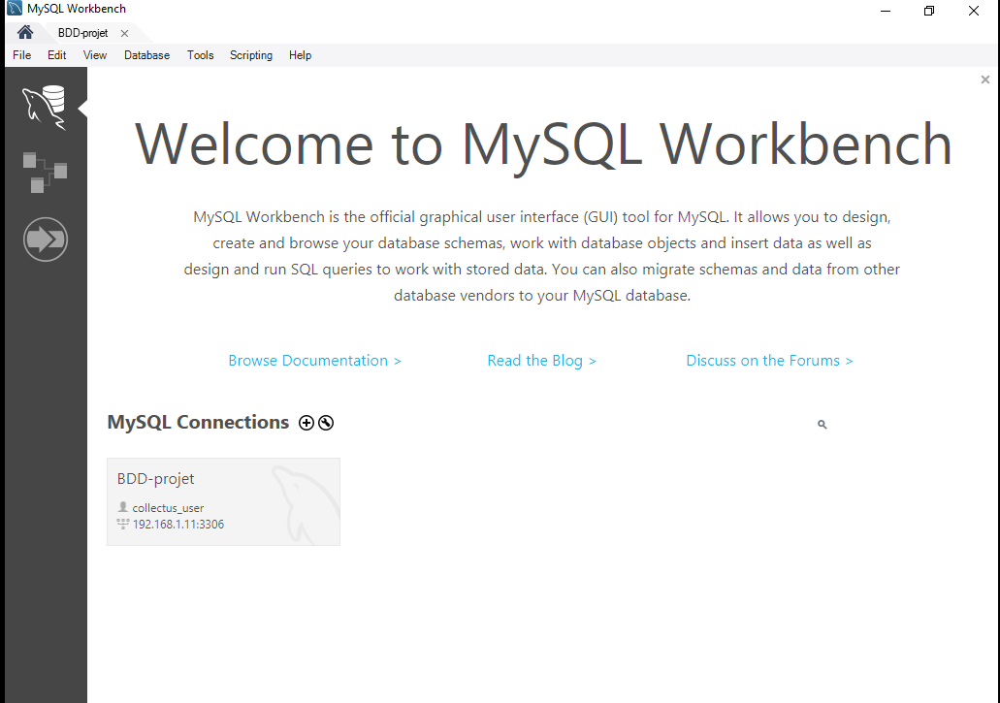 MySQL Workbench
BDD-projet
File Edit View Database Tools Scripting Help
Welcome to MySQL Workbench
MySQL Workbench is the official graphical user interface (GUI) tool for MySQL. It allows you to design,
create and browse your database schemas, work with database objects and insert data as well as
design and run SQL queries to work with stored data. You can also migrate schemas and data from other
database vendors to your MySQL database.
Browse Documentation > Read the Blog > Discuss on the Forums >
MySQL Connections
BDD-projet
collectus_user
192.168.1.11:3306